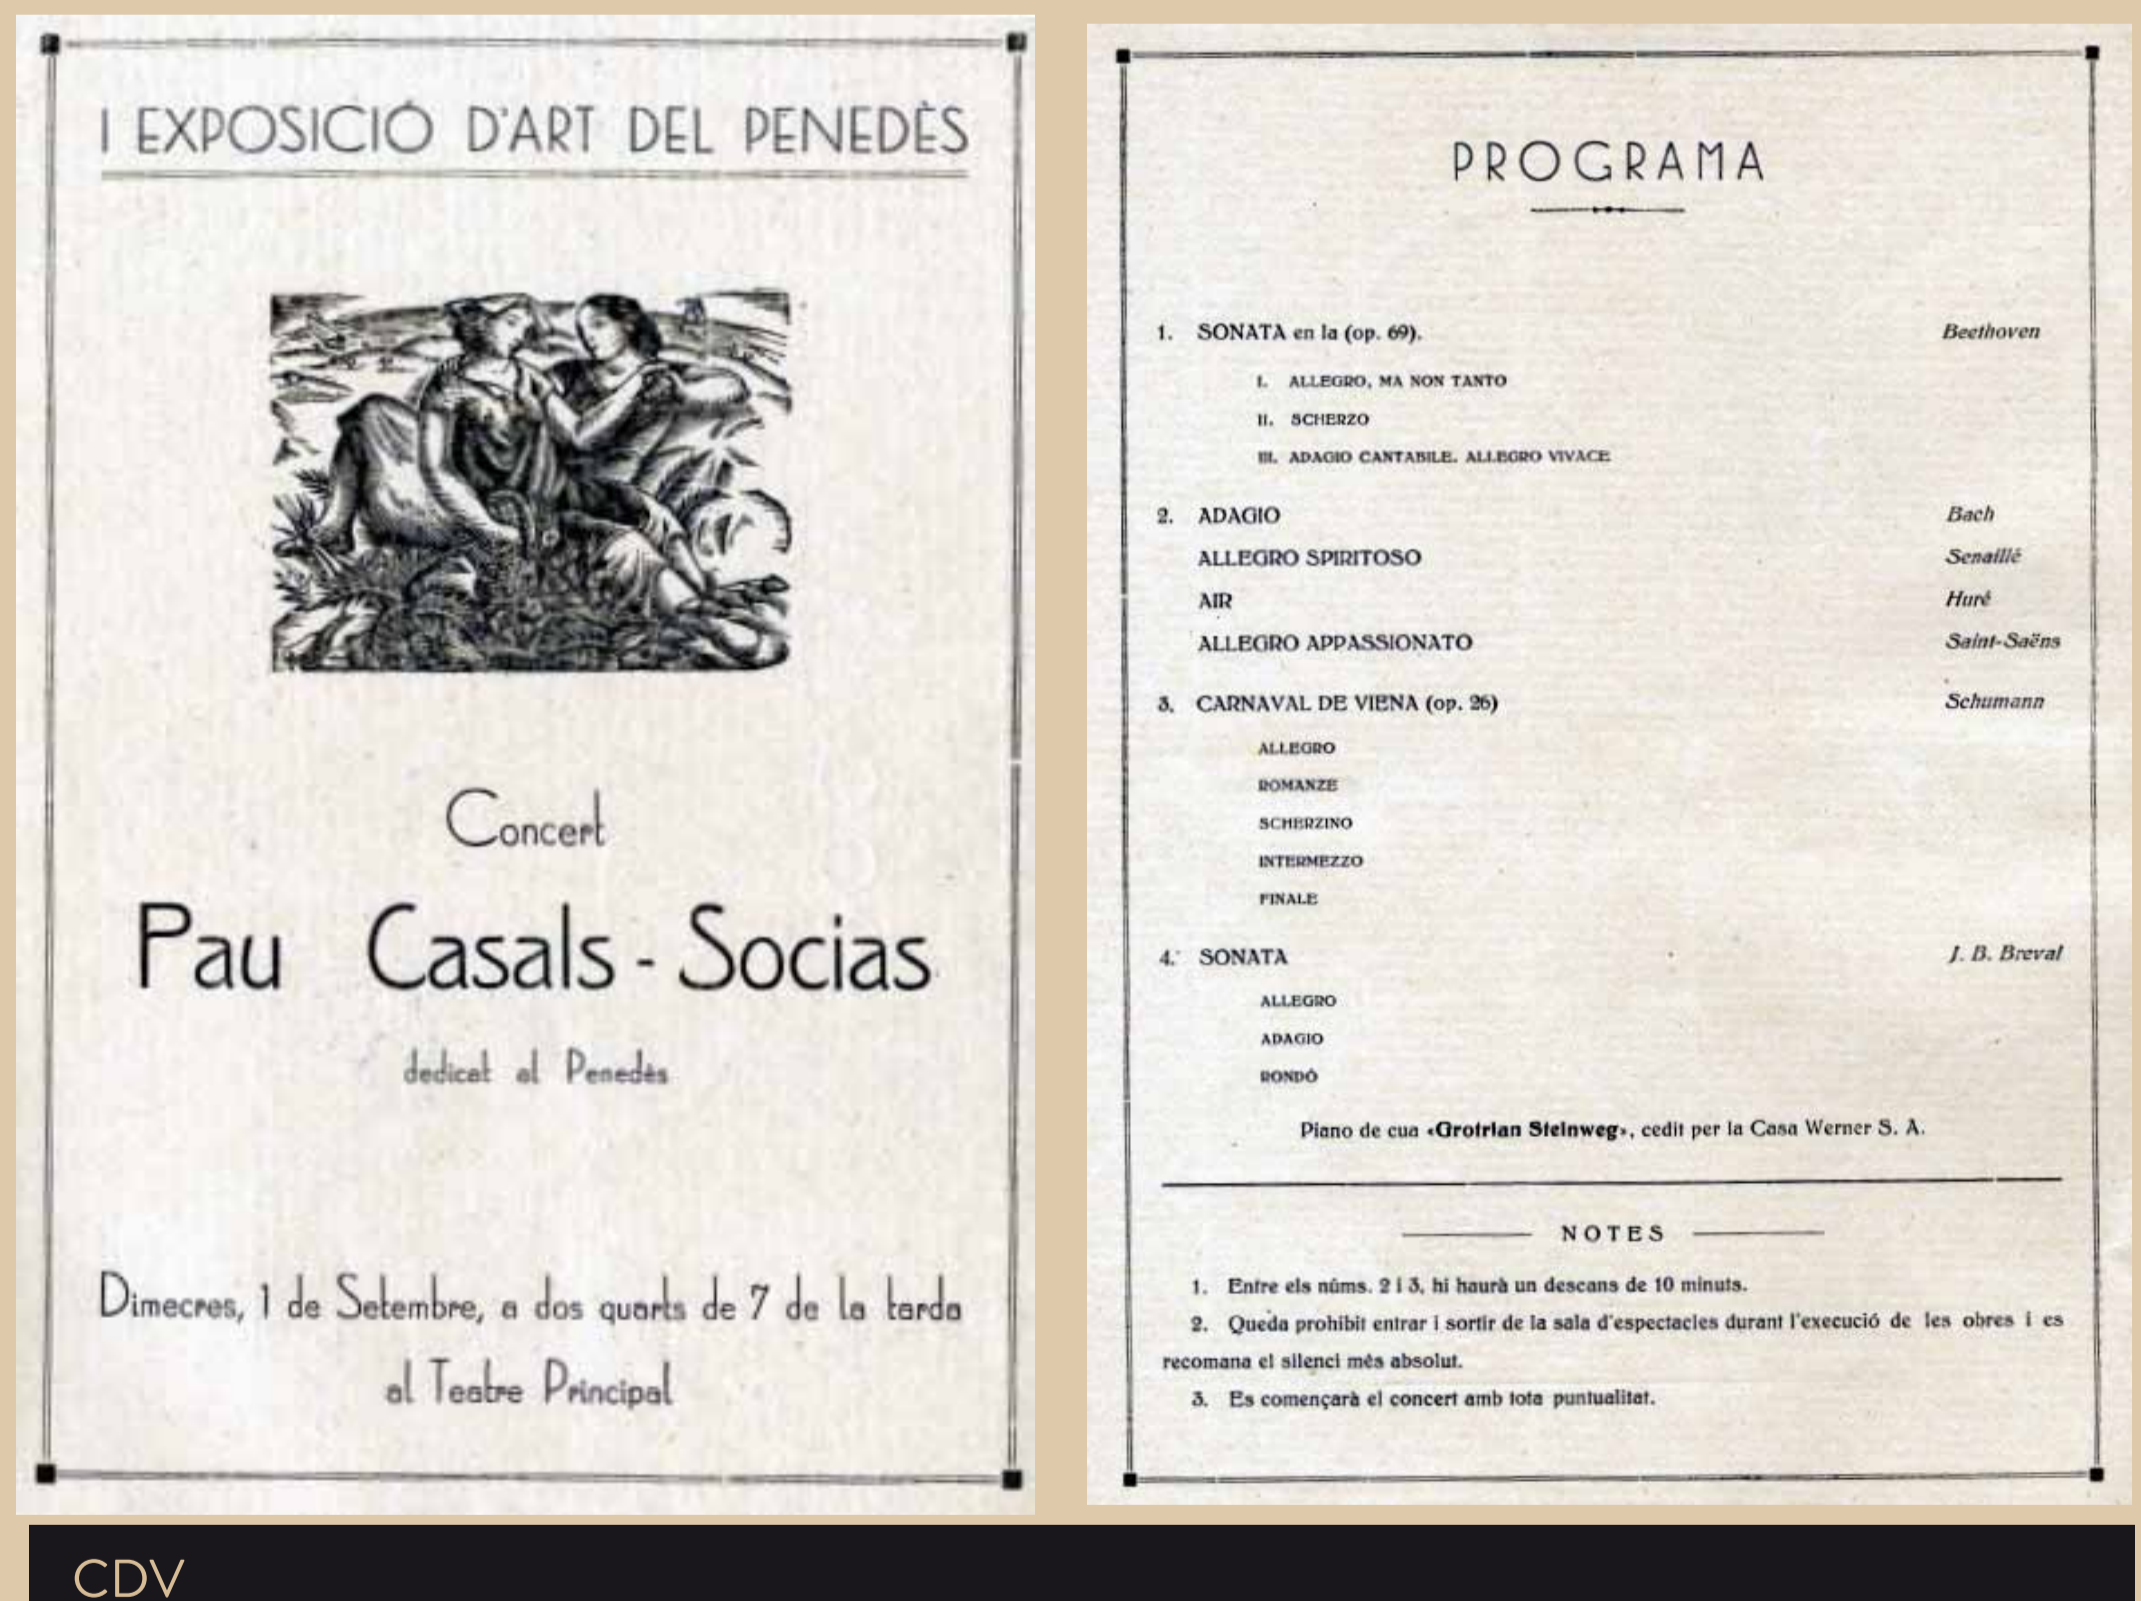 I EXPOSICIÓ D'ART DEL PENEDÈS
Concert
Pau Casals - Socias
dedicat al Penedès
Dimecres, 1 de Setembre, a dos quarts de 7 de la tarda
al Teatre Principal
PROGRAMA
1. SONATA en la (op. 69). Beethoven
I. ALLEGRO, MA NON TANTO
II. SCHERZO
III. ADAGIO CANTABILE. ALLEGRO VIVACE
2. ADAGIO Bach
ALLEGRO SPIRITOSO Senaillé
AIR Huré
ALLEGRO APPASSIONATO Saint-Saëns
3. CARNAVAL DE VIENA (op. 26) Schumann
ALLEGRO
ROMANZE
SCHERZINO
INTERMEZZO
FINALE
4. SONATA J. B. Breval
ALLEGRO
ADAGIO
RONDÓ
Piano de cua «Grotrian Steinweg», cedit per la Casa Werner S. A.
NOTES
1. Entre els núms. 2 i 3, hi haurà un descans de 10 minuts.
2. Queda prohibit entrar i sortir de la sala d'espectacles durant l'execució de les obres i es
recomana el silenci més absolut.
3. Es començarà el concert amb tota puntualitat.
CDV